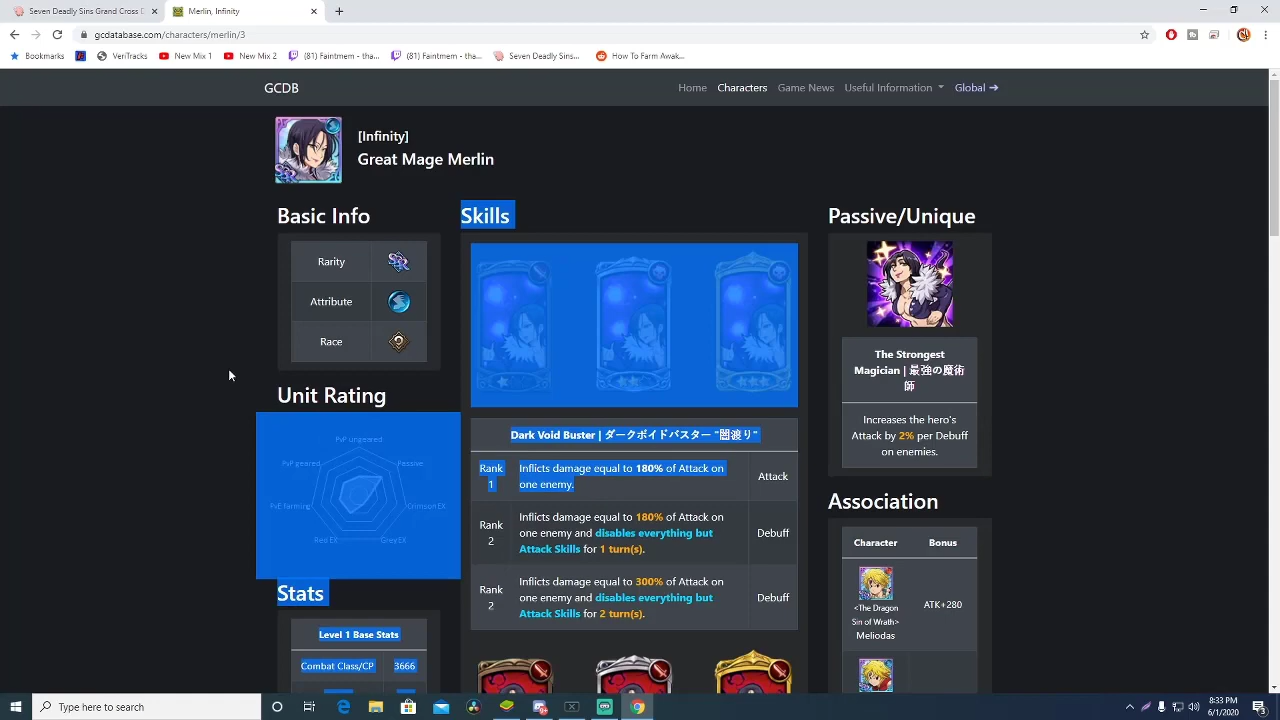 Seven Deadly Sins Grand Cross D
Merlin, Infinity
gcdatabase.com/characters/merlin/3
Bookmarks
VeriTracks
New Mix 1
New Mix 2
(81) Faintmem - tha...
(81) Faintmem - tha...
Seven Deadly Sins...
How To Farm Awak...
GCDB
Home
Characters
Game News
Useful Information
Global ➔
[Infinity]
Great Mage Merlin
Basic Info
Rarity
Attribute
Race
Unit Rating
PvP ungeared
PvP geared
Passive
PvE farming
Crimson EX
Red EX
Grey EX
Stats
Level 1 Base Stats
Combat Class/CP 3666
Skills
Dark Void Buster | ダークボイドバスター "闇渡り"
Rank
1
Inflicts damage equal to 180% of Attack on
one enemy.
Attack
Rank
2
Inflicts damage equal to 180% of Attack on
one enemy and disables everything but
Attack Skills for 1 turn(s).
Debuff
Rank
2
Inflicts damage equal to 300% of Attack on
one enemy and disables everything but
Attack Skills for 2 turn(s).
Debuff
Passive/Unique
The Strongest
Magician | 最強の魔術
師
Increases the hero's
Attack by 2% per Debuff
on enemies.
Association
Character Bonus
<The Dragon
Sin of Wrath>
Meliodas
ATK+280
Type here to search
8:33 PM
6/1/2020